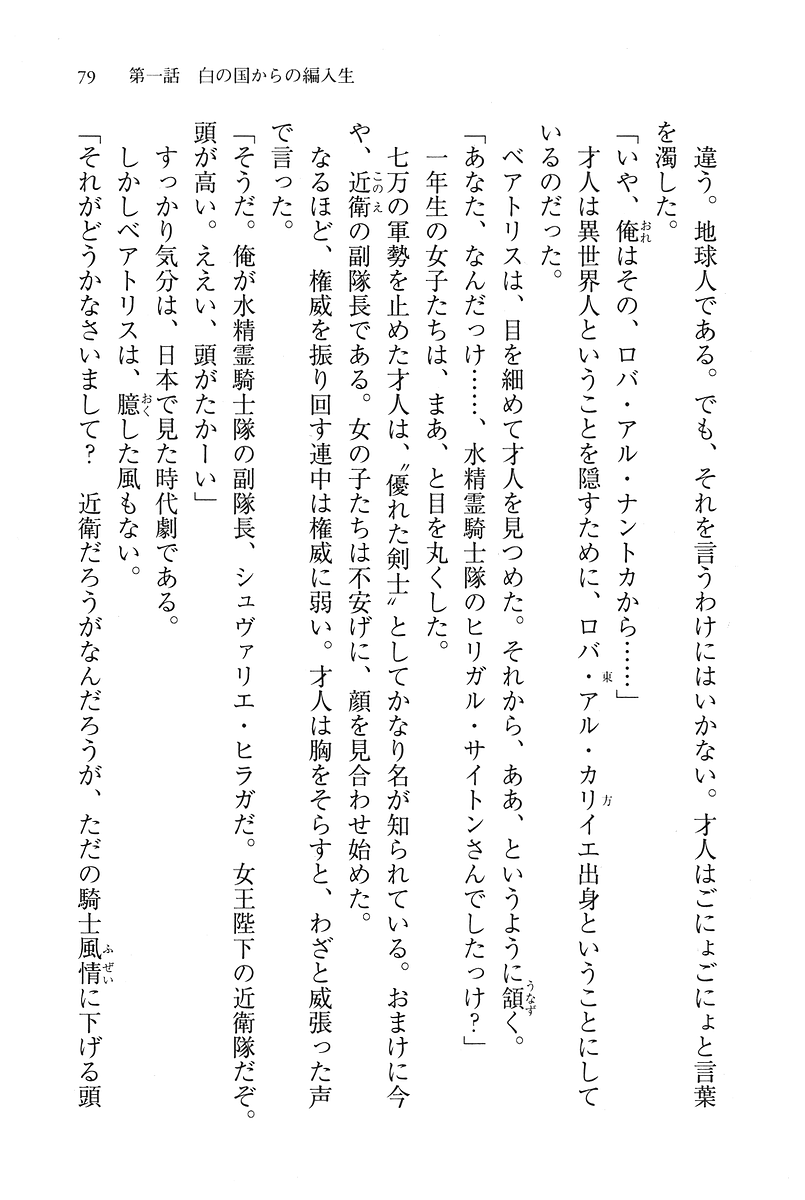 79　第一話　白の国からの編入生
　違う。地球人である。でも、それを言うわけにはいかない。才人はごにょごにょと言葉
を濁した。
「いや、俺はその、ロバ・アル・ナントカから……」
　才人は異世界人ということを隠すために、ロバ・アル・カリイエ出身ということにして
いるのだった。
　ベアトリスは、目を細めて才人を見つめた。それから、ああ、というように頷く。
「あなた、なんだっけ……、水精霊騎士隊のヒリガル・サイトンさんでしたっけ？」
　一年生の女子たちは、まあ、と目を丸くした。
　七万の軍勢を止めた才人は、〝優れた剣士〟としてかなり名が知られている。おまけに今
や、近衛の副隊長である。女の子たちは不安げに、顔を見合わせ始めた。
　なるほど、権威を振り回す連中は権威に弱い。才人は胸をそらすと、わざと威張った声
で言った。
「そうだ。俺が水精霊騎士隊の副隊長、シュヴァリエ・ヒラガだ。女王陛下の近衛隊だぞ。
頭が高い。ええい、頭がたかーい」
　すっかり気分は、日本で見た時代劇である。
　しかしベアトリスは、臆した風もない。
「それがどうかなさいまして？　近衛だろうがなんだろうが、ただの騎士風情に下げる頭